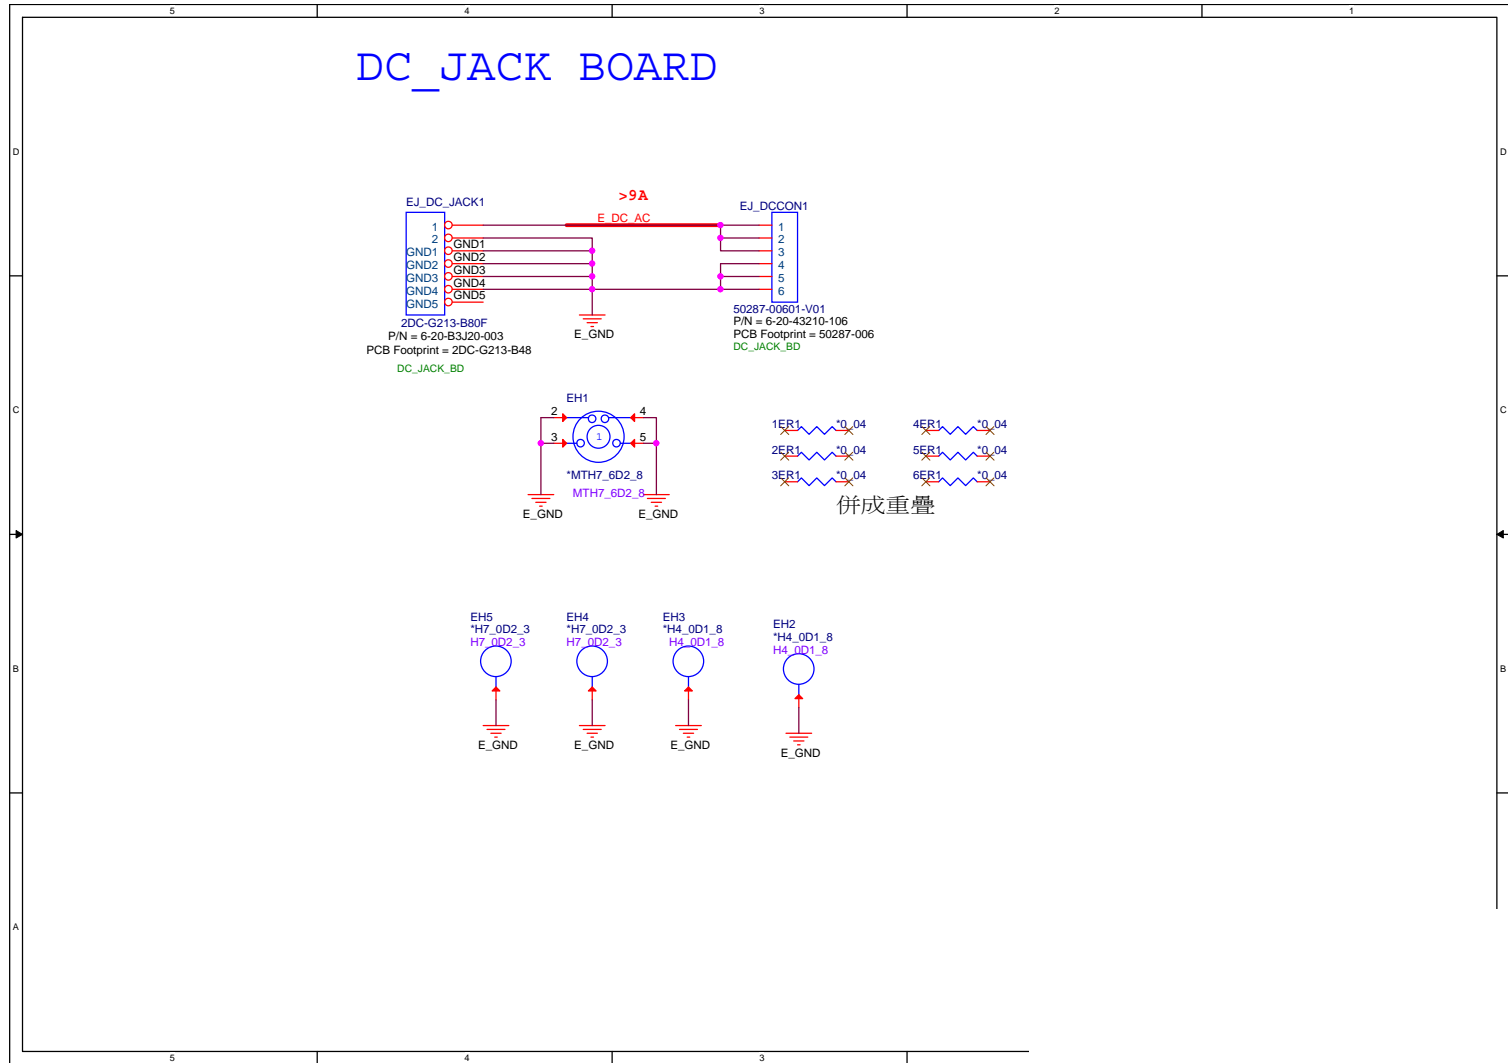 5 4 3 2 1
DC_JACK BOARD
D D
>9A
EJ_DC_JACK1 EJ_DCCON1
E_DC_AC
1 1
2 2
GND1
GND1 3
GND2
GND2 4
GND3
GND3 5
GND4
GND4 6
GND5
GND5
2DC-G213-B80F
P/N = 6-20-B3J20-003
PCB Footprint = 2DC-G213-B48
DC_JACK_BD
E_GND
50287-00601-V01
P/N = 6-20-43210-106
PCB Footprint = 50287-006
DC_JACK_BD
C C
EH1
2 4
3 1 5
*MTH7_6D2_8
MTH7_6D2_8
E_GND E_GND
1ER1 *0_04 4ER1 *0_04
2ER1 *0_04 5ER1 *0_04
3ER1 *0_04 6ER1 *0_04
併成重疊
EH5
*H7_0D2_3
H7_0D2_3
E_GND
EH4
*H7_0D2_3
H7_0D2_3
E_GND
EH3
*H4_0D1_8
H4_0D1_8
E_GND
EH2
*H4_0D1_8
H4_0D1_8
E_GND
B B
A
5 4 3